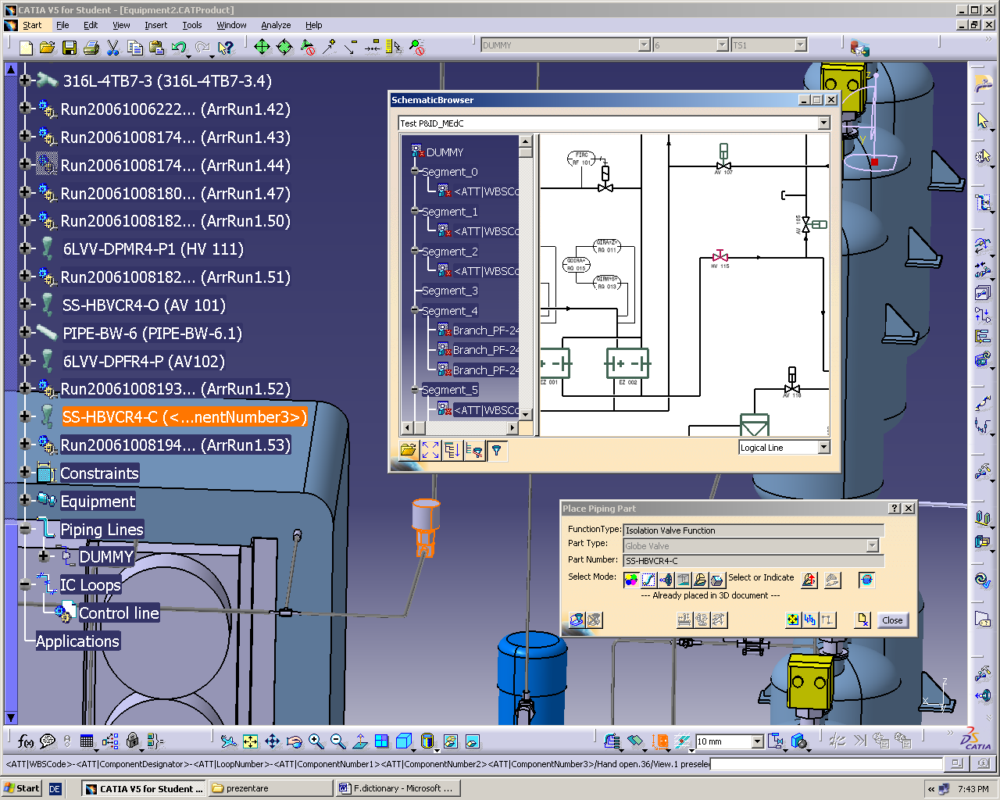 CATIA V5 for Student - [Equipment2.CATProduct]
Start File Edit View Insert Tools Window Analyze Help
DUMMY 6 TS1
316L-4TB7-3 (316L-4TB7-3.4)
Run20061006222... (ArrRun1.42)
Run20061008174... (ArrRun1.43)
Run20061008174... (ArrRun1.44)
Run20061008180... (ArrRun1.47)
Run20061008182... (ArrRun1.50)
6LVV-DPMR4-P1 (HV 111)
Run20061008182... (ArrRun1.51)
SS-HBVCR4-O (AV 101)
PIPE-BW-6 (PIPE-BW-6.1)
6LVV-DPFR4-P (AV102)
Run20061008193... (ArrRun1.52)
SS-HBVCR4-C (<...nentNumber3>)
Run20061008194... (ArrRun1.53)
Constraints
Equipment
Piping Lines
DUMMY
IC Loops
Control line
Applications
SchematicBrowser
Test P&ID_MEdC
DUMMY
Segment_0
<ATT|WBSCo
Segment_1
<ATT|WBSCo
Segment_2
<ATT|WBSCo
Segment_3
Segment_4
Branch_PF-24
Branch_PF-24
Branch_PF-24
Segment_5
<ATT|WBSCo
FIRC
RF 101
AV 107
AV 105
QIRA+Z+
RQ 011
QDIRA+
RQ 015
QIRW+S+
RQ 013
HV 115
EZ 001
EZ 002
AV 118
Logical Line
Place Piping Part
FunctionType: Isolation Valve Function
Part Type: Globe Valve
Part Number: SS-HBVCR4-C
Select Mode: Select or Indicate
--- Already placed in 3D document ---
Close
z
Y
z
x
y
f(x)
10 mm
CATIA
<ATT|WBSCode>-<ATT|ComponentDesignator>-<ATT|LoopNumber>-<ATT|ComponentNumber1><ATT|ComponentNumber2><ATT|ComponentNumber3>/Hand open.36/View.1 preselec
Start DE CATIA V5 for Student ... prezentare F.dictionary - Microsoft ... « 7:43 PM